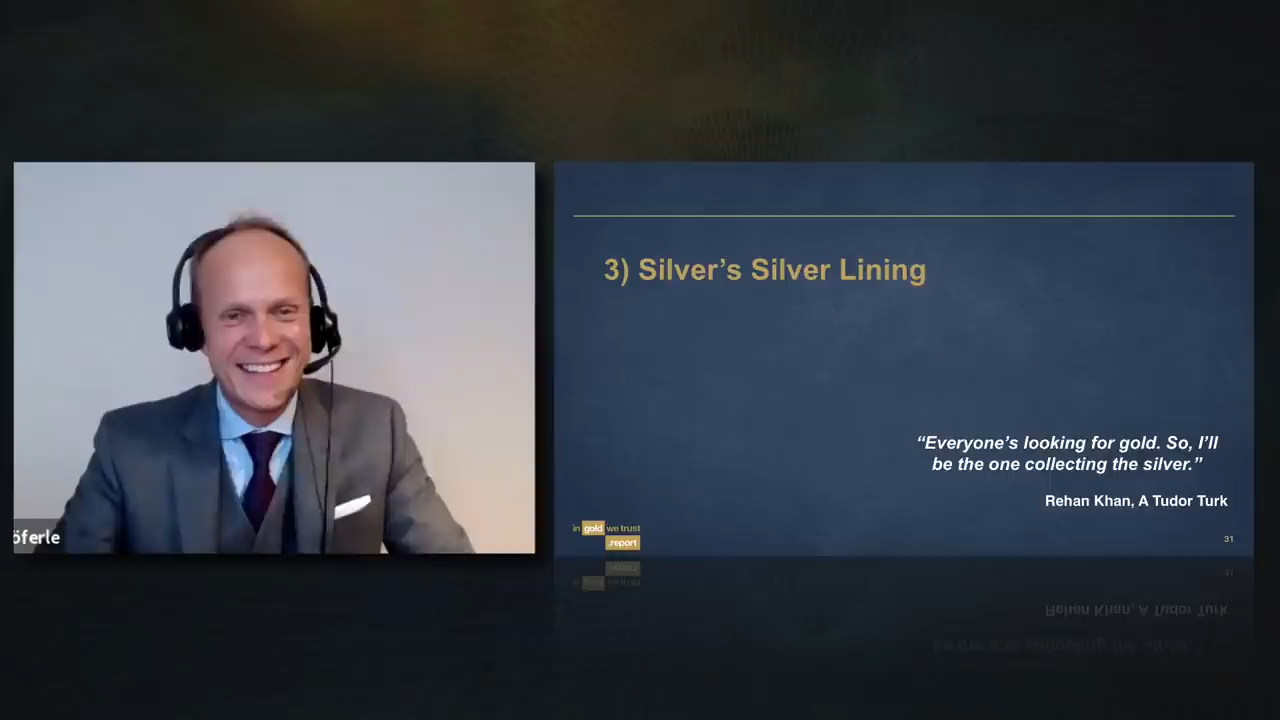 öferle
3) Silver’s Silver Lining
“Everyone’s looking for gold. So, I’ll
be the one collecting the silver.”
Rehan Khan, A Tudor Turk
in gold we trust
.report
31